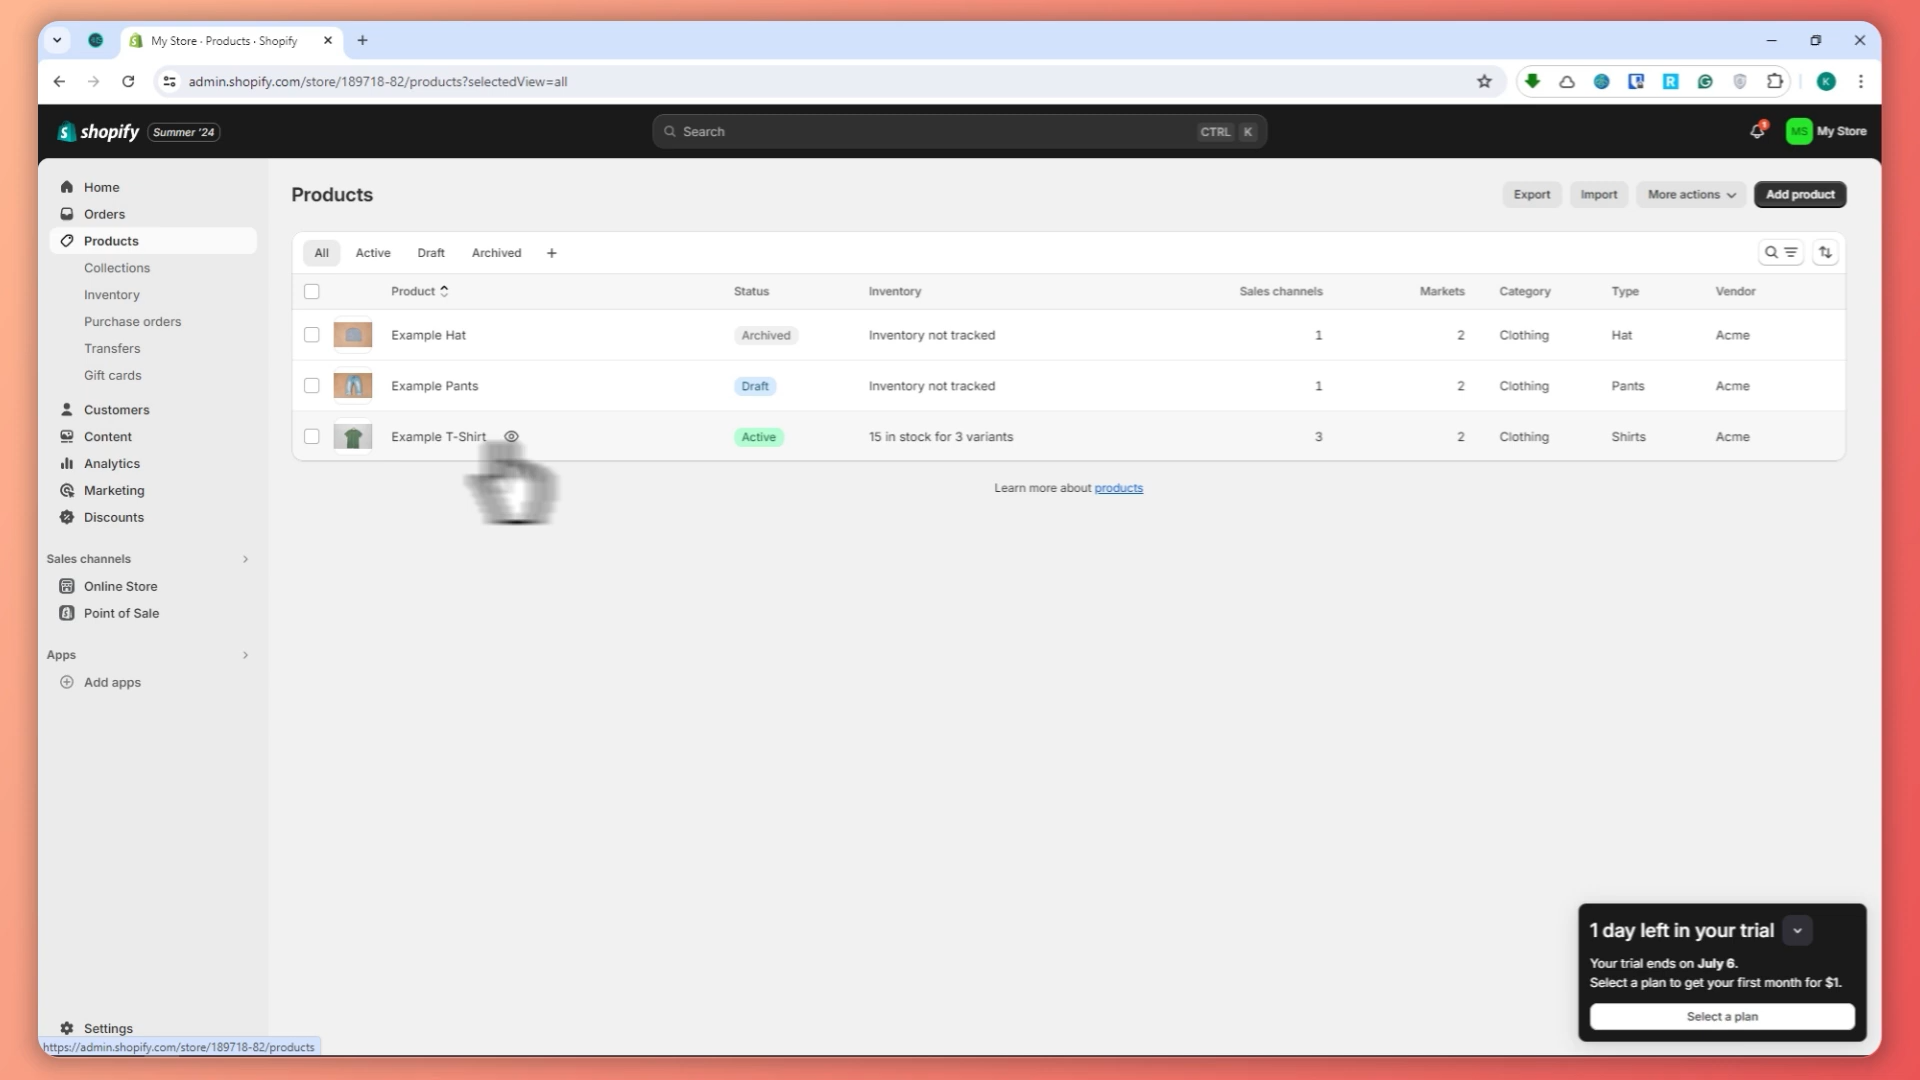 My Store · Products · Shopify
admin.shopify.com/store/189718-82/products?selectedView=all
K
shopify
Summer '24
Search
CTRL K
MS
My Store
Home
Orders
Products
Collections
Inventory
Purchase orders
Transfers
Gift cards
Customers
Content
Analytics
Marketing
Discounts
Sales channels
Online Store
Point of Sale
Apps
Add apps
Settings
https://admin.shopify.com/store/189718-82/products
Products
Export
Import
More actions
Add product
All Active Draft Archived +
Product Status Inventory Sales channels Markets Category Type Vendor
Example Hat Archived Inventory not tracked 1 2 Clothing Hat Acme
Example Pants Draft Inventory not tracked 1 2 Clothing Pants Acme
Example T-Shirt Active 15 in stock for 3 variants 3 2 Clothing Shirts Acme
Learn more about products
1 day left in your trial
Your trial ends on July 6.
Select a plan to get your first month for $1.
Select a plan